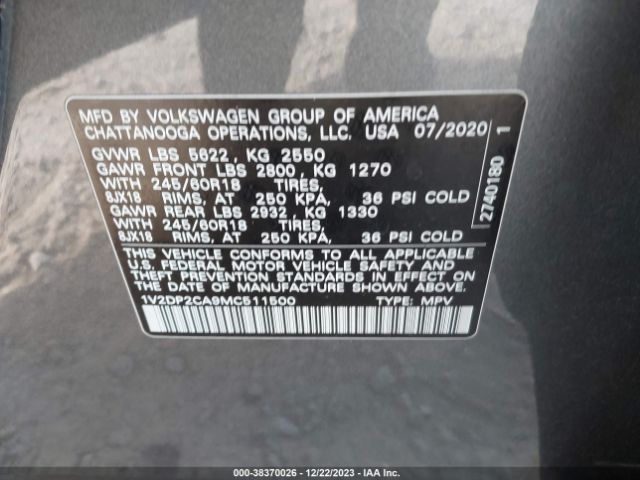 MFD BY VOLKSWAGEN GROUP OF AMERICA
CHATTANOOGA OPERATIONS, LLC. USA 07/2020
GVWR LBS 5622, KG 2550
GAWR FRONT LBS 2800, KG 1270
WITH 245/60R18 TIRES,
8JX18 RIMS, AT 250 KPA, 36 PSI COLD
GAWR REAR LBS 2932, KG 1330
WITH 245/60R18 TIRES,
8JX18 RIMS, AT 250 KPA, 36 PSI COLD
THIS VEHICLE CONFORMS TO ALL APPLICABLE
U.S. FEDERAL MOTOR VEHICLE SAFETY AND
THEFT PREVENTION STANDARDS IN EFFECT ON
THE DATE OF MANUFACTURE SHOWN ABOVE.
1V2DP2CA9MC511500 TYPE: MPV
2740180 1
000-38370026 - 12/22/2023 - IAA Inc.